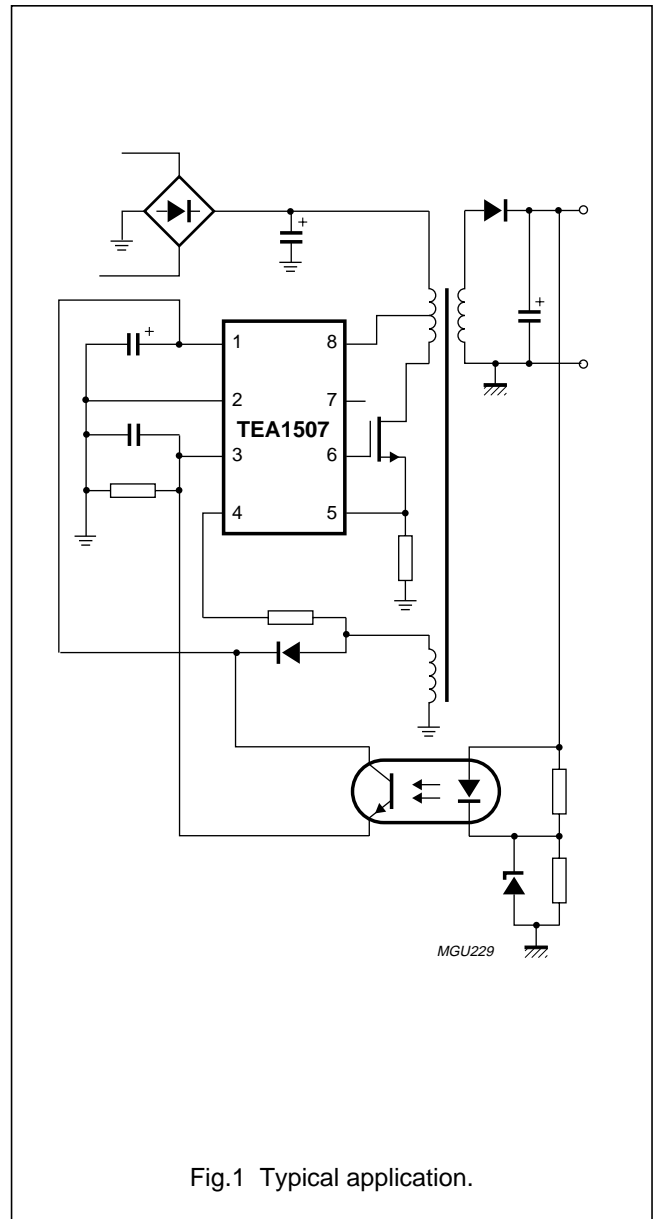 +
+
1 8
2 7
TEA1507
3 6
4 5
+
MGU229
Fig.1 Typical application.